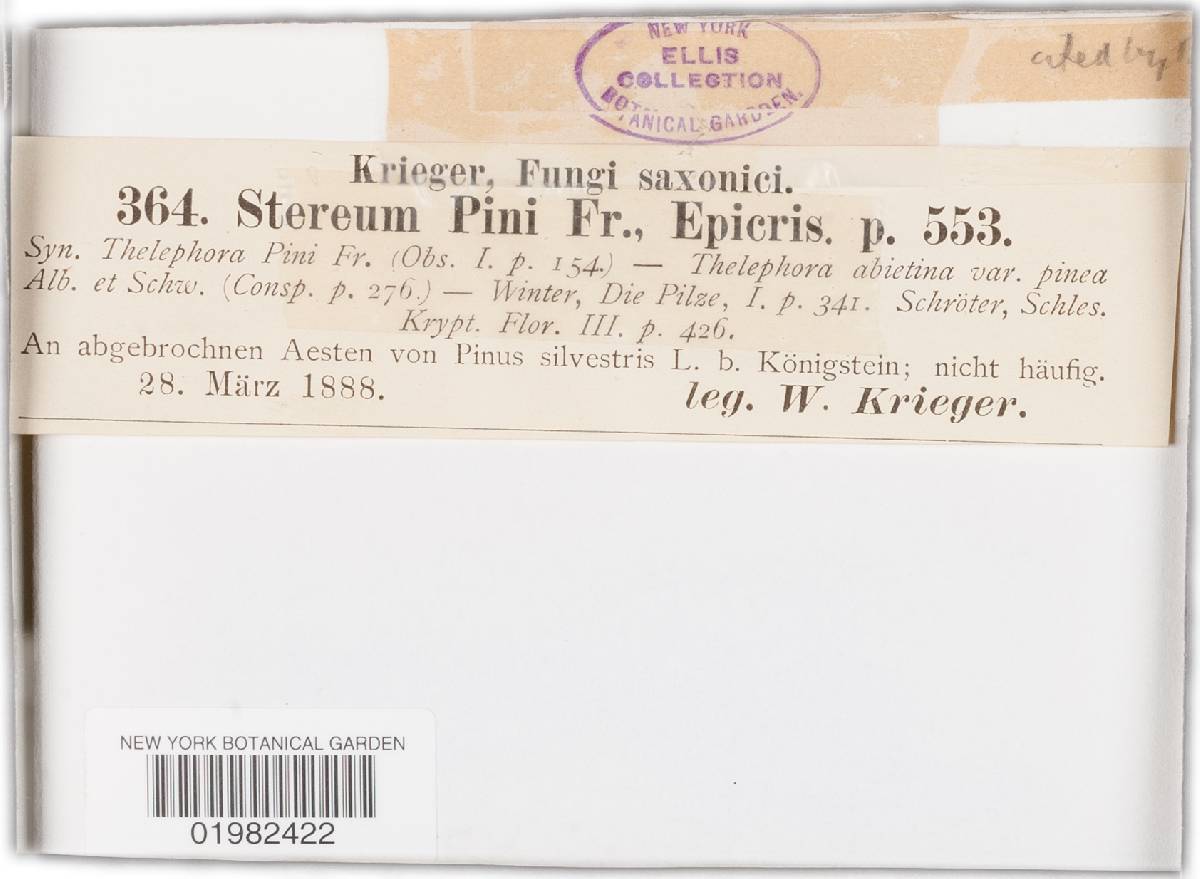 NEW YORK
ELLIS
COLLECTION
BOTANICAL GARDEN.
Krieger, Fungi saxonici.
364. Stereum Pini Fr., Epicris. p. 553.
Syn. Thelephora Pini Fr. (Obs. I. p. 154.) — Thelephora abietina var. pinea
Alb. et Schw. (Consp. p. 276.) — Winter, Die Pilze, I. p. 341. Schröter, Schles.
Krypt. Flor. III. p. 426.
An abgebrochnen Aesten von Pinus silvestris L. b. Königstein; nicht häufig.
28. März 1888. leg. W. Krieger.
NEW YORK BOTANICAL GARDEN
01982422